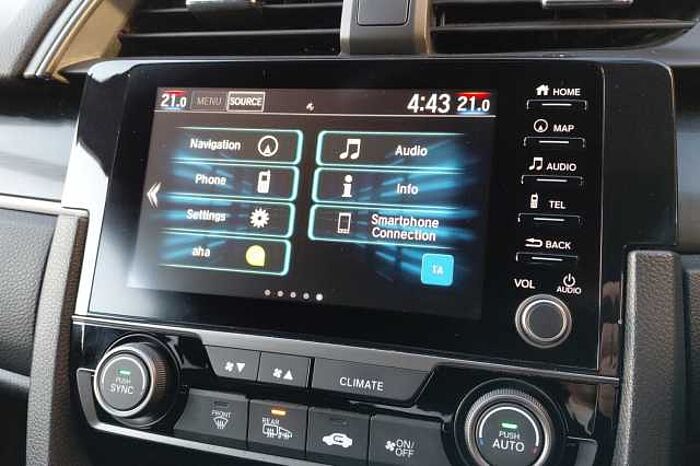 21.0 MENU SOURCE 4:43 21.0
Navigation
Audio
Phone
Info
Settings
Smartphone
Connection
aha
TA
HOME
MAP
AUDIO
TEL
BACK
VOL
AUDIO
PUSH
SYNC
CLIMATE
FRONT
REAR
ON/
OFF
PUSH
AUTO